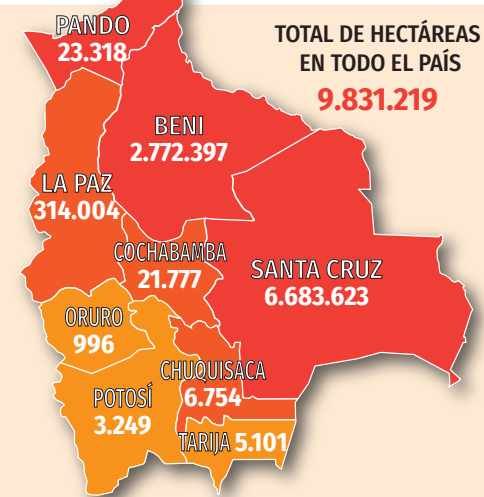 PANDO
23.318
TOTAL DE HECTÁREAS
EN TODO EL PAÍS
9.831.219
BENI
2.772.397
LA PAZ
314.004
COCHABAMBA
21.777
SANTA CRUZ
6.683.623
ORURO
996
CHUQUISACA
6.754
POTOSÍ
3.249
TARIJA 5.101